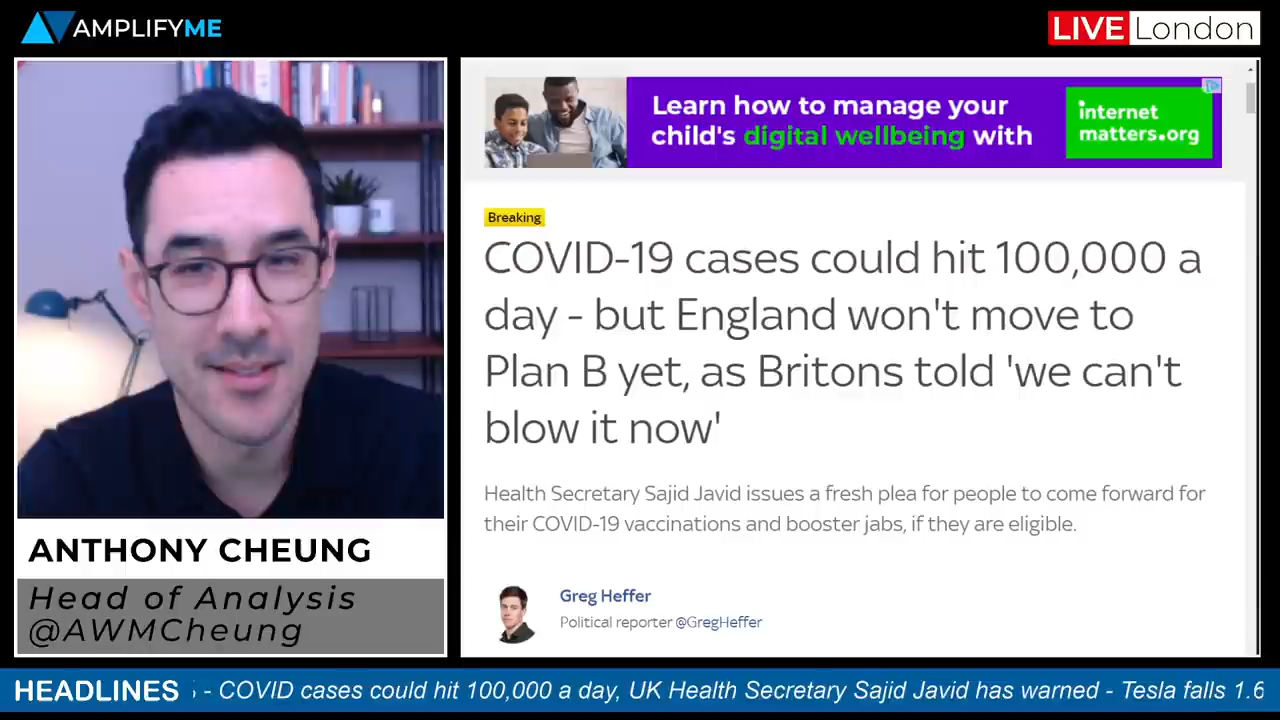 AMPLIFYME
LIVE London
Learn how to manage your
child's digital wellbeing with
internet
matters.org
Breaking
COVID-19 cases could hit 100,000 a
day - but England won't move to
Plan B yet, as Britons told 'we can't
blow it now'
Health Secretary Sajid Javid issues a fresh plea for people to come forward for
their COVID-19 vaccinations and booster jabs, if they are eligible.
Greg Heffer
Political reporter @GregHeffer
ANTHONY CHEUNG
Head of Analysis
@AWMCheung
HEADLINES - COVID cases could hit 100,000 a day, UK Health Secretary Sajid Javid has warned - Tesla falls 1.6